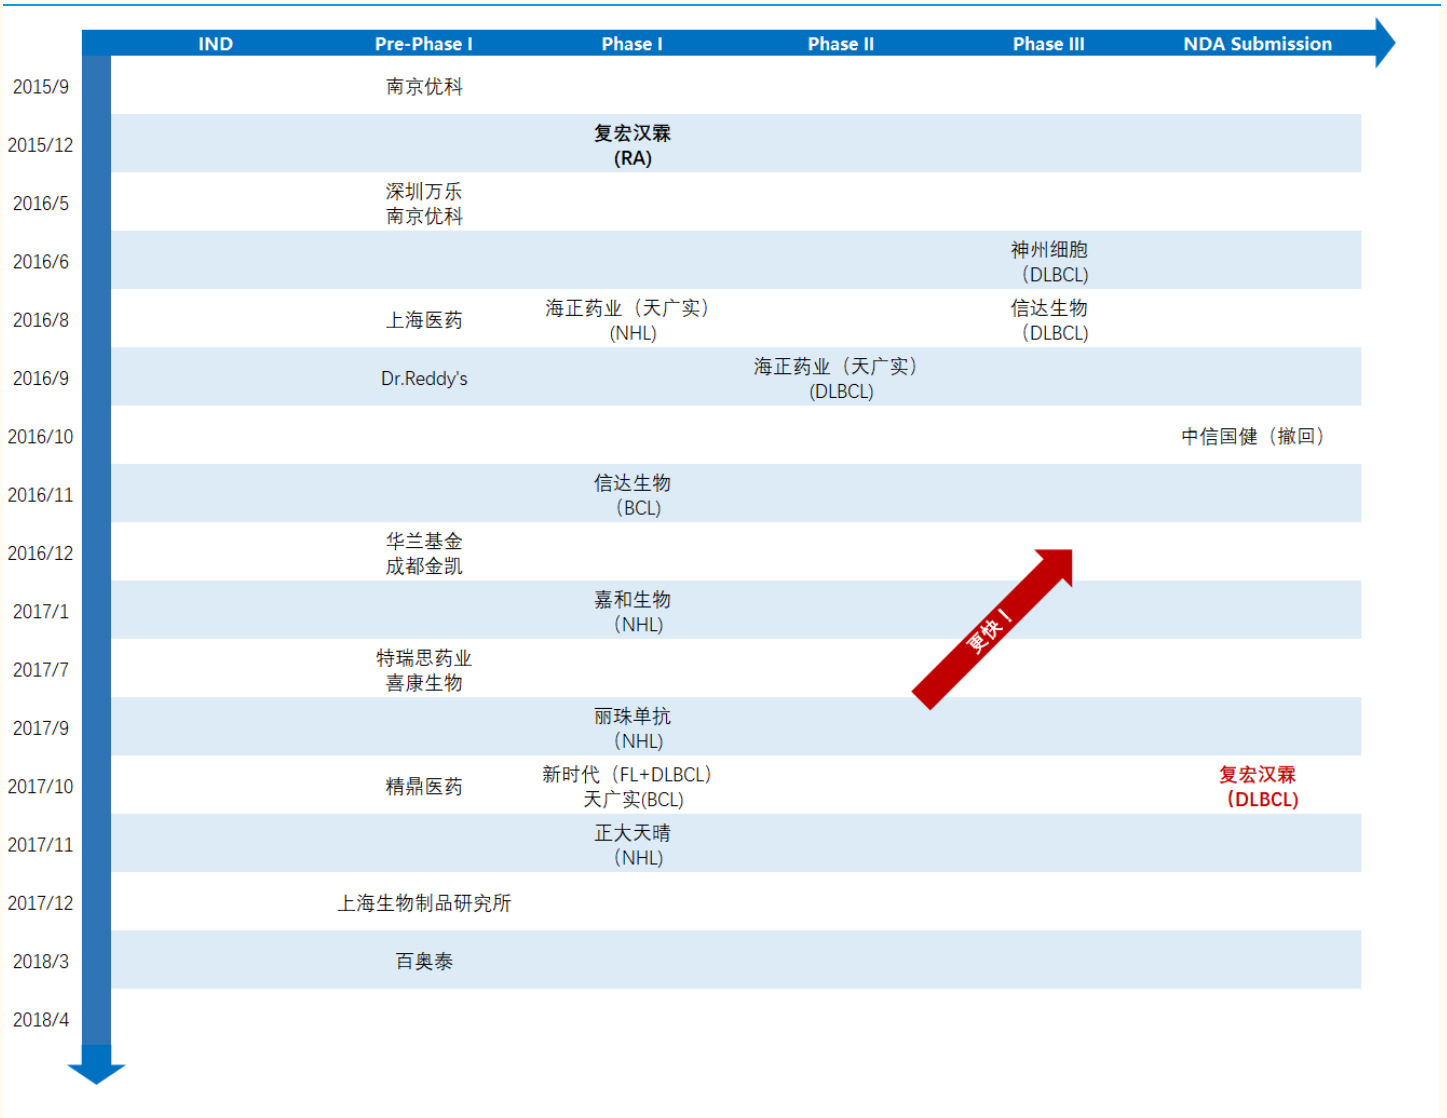 IND Pre-Phase I Phase I Phase II Phase III NDA Submission
2015/9 南京优科
2015/12 复宏汉霖
(RA)
2016/5 深圳万乐
南京优科
2016/6 神州细胞
（DLBCL)
2016/8 上海医药 海正药业（天广实）
(NHL) 信达生物
（DLBCL)
2016/9 Dr.Reddy's 海正药业（天广实）
(DLBCL)
2016/10 中信国健（撤回）
2016/11 信达生物
（BCL)
2016/12 华兰基金
成都金凯
2017/1 嘉和生物
（NHL)
更快！
2017/7 特瑞思药业
喜康生物
2017/9 丽珠单抗
（NHL)
2017/10 精鼎医药 新时代（FL+DLBCL）
天广实(BCL) 复宏汉霖
（DLBCL)
2017/11 正大天晴
（NHL)
2017/12 上海生物制品研究所
2018/3 百奥泰
2018/4